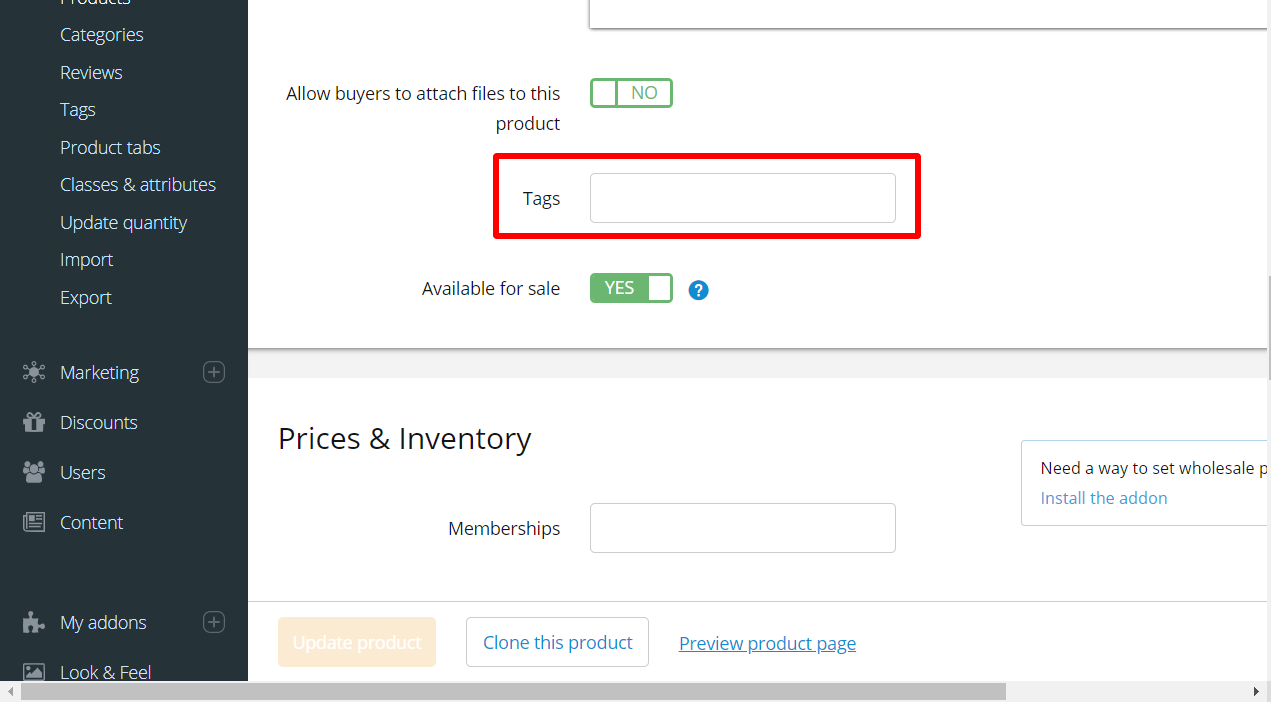 Products
Categories
Reviews
Tags
Product tabs
Classes & attributes
Update quantity
Import
Export
Marketing
Discounts
Users
Content
My addons
Look & Feel
Allow buyers to attach files to this
product
NO
Tags
Available for sale
YES
?
Prices & Inventory
Need a way to set wholesale p
Install the addon
Memberships
Update product
Clone this product
Preview product page